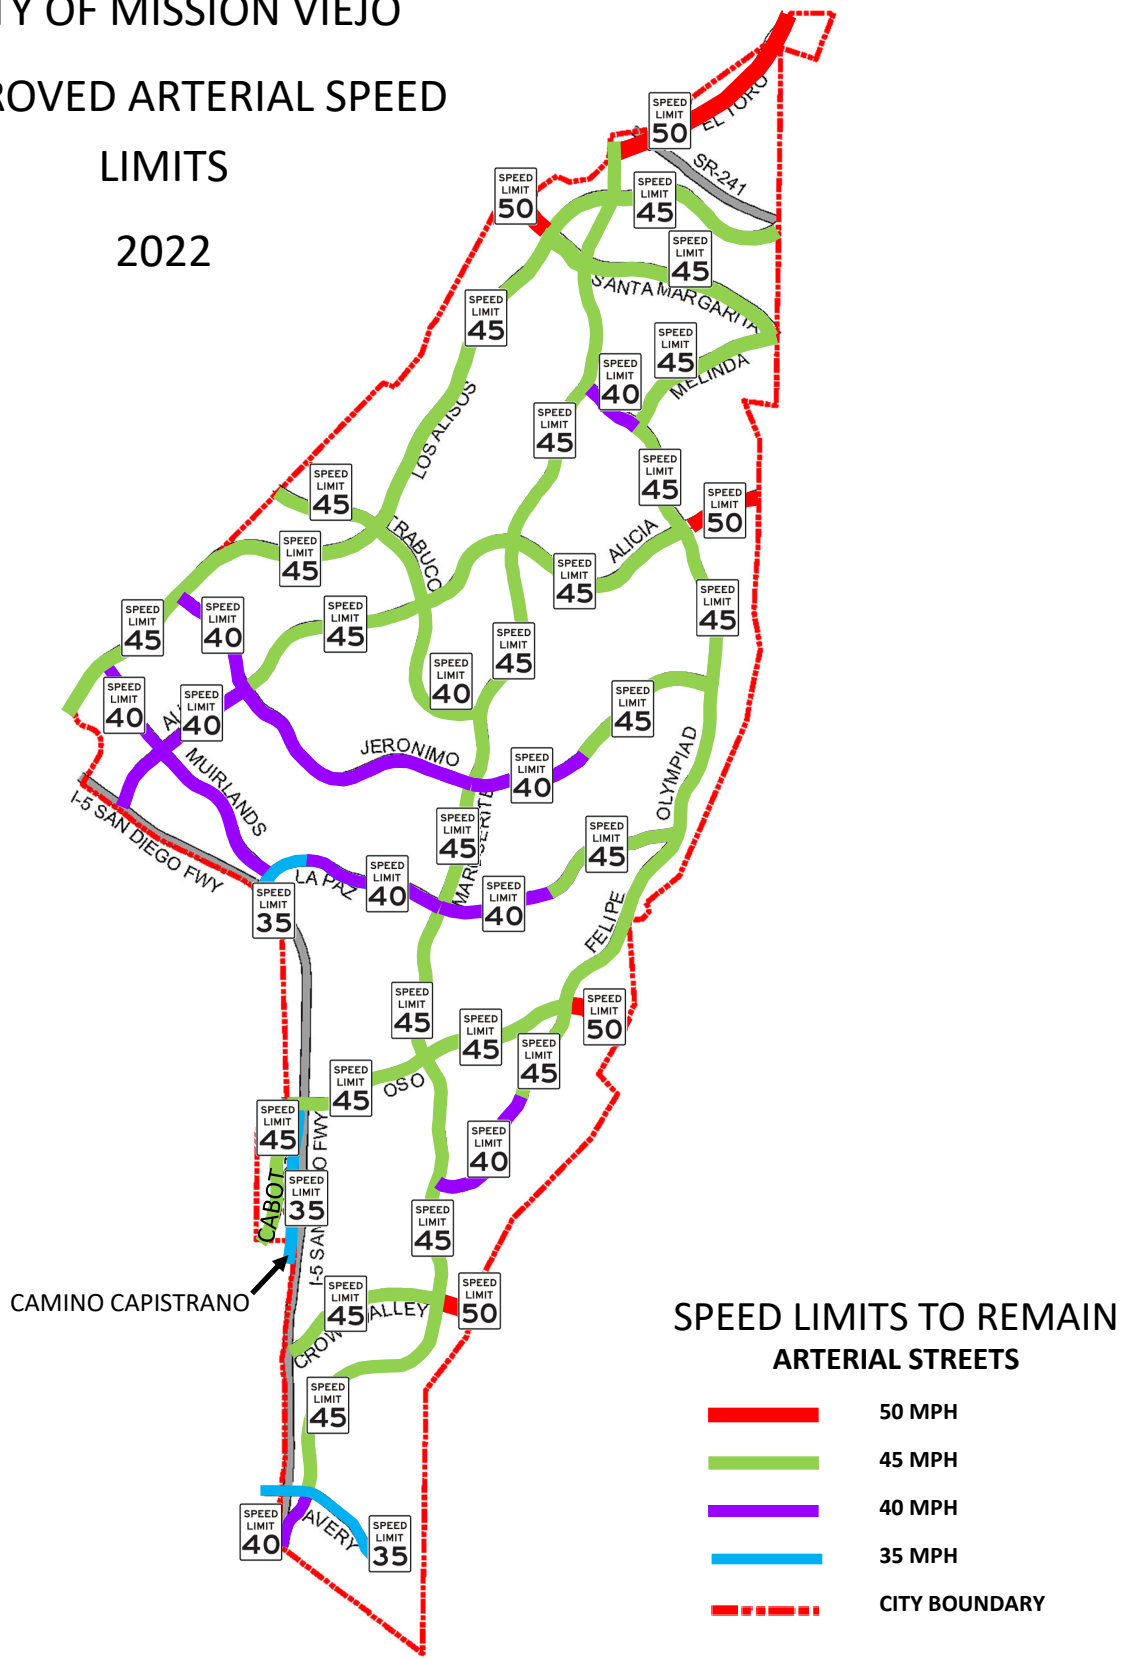 TY OF MISSION VIEJO
ROVED ARTERIAL SPEED
LIMITS
2022
EL TORO
SPEED
LIMIT
50
SR-241
SPEED
LIMIT
50
SPEED
LIMIT
45
SPEED
LIMIT
45
SANTA MARGARITA
SPEED
LIMIT
45
SPEED
LIMIT
45
MELINDA
SPEED
LIMIT
40
LOS ALISOS
SPEED
LIMIT
45
SPEED
LIMIT
45
SPEED
LIMIT
45
SPEED
LIMIT
50
TRABUCO
ALICIA
SPEED
LIMIT
45
SPEED
LIMIT
45
SPEED
LIMIT
45
SPEED
LIMIT
45
SPEED
LIMIT
40
SPEED
LIMIT
45
SPEED
LIMIT
45
SPEED
LIMIT
40
SPEED
LIMIT
40
SPEED
LIMIT
40
SPEED
LIMIT
45
MUIRLANDS
JERONIMO
SPEED
LIMIT
40
OLYMPIAD
I-5 SAN DIEGO FWY
SPEED
LIMIT
45
SPEED
LIMIT
45
LA PAZ
SPEED
LIMIT
40
SPEED
LIMIT
40
SPEED
LIMIT
35
FELIPE
SPEED
LIMIT
45
SPEED
LIMIT
45
SPEED
LIMIT
50
SPEED
LIMIT
45
SPEED
LIMIT
45
OSO
SPEED
LIMIT
45
SPEED
LIMIT
40
CABOT
SPEED
LIMIT
35
I-5 SAN
O FWY
SPEED
LIMIT
45
CAMINO CAPISTRANO
SPEED
LIMIT
45
CROW
ALLEY
SPEED
LIMIT
50
SPEED
LIMIT
45
SPEED
LIMIT
40
AVERY
SPEED
LIMIT
35
SPEED LIMITS TO REMAIN
ARTERIAL STREETS
50 MPH
45 MPH
40 MPH
35 MPH
CITY BOUNDARY